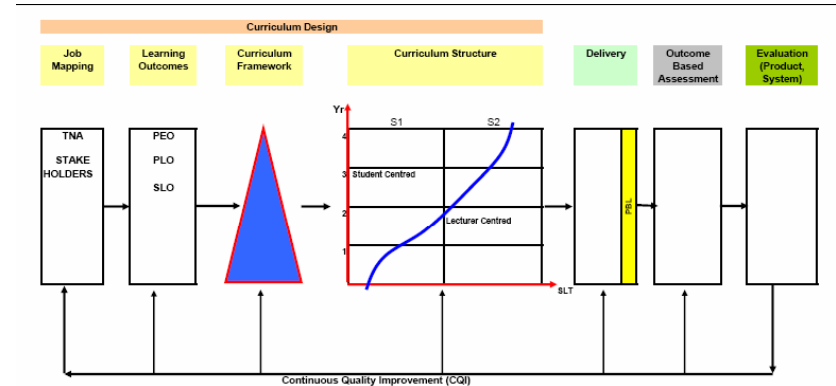 Curriculum Design
Job
Mapping
Learning
Outcomes
Curriculum
Framework
Curriculum Structure
Delivery
Outcome
Based
Assessment
Evaluation
(Product,
System)
TNA
STAKE
HOLDERS
PEO
PLO
SLO
Yr
S1
S2
4
3
Student Centred
2
Lecturer Centred
1
SLT
PBL
Continuous Quality Improvement (CQI)